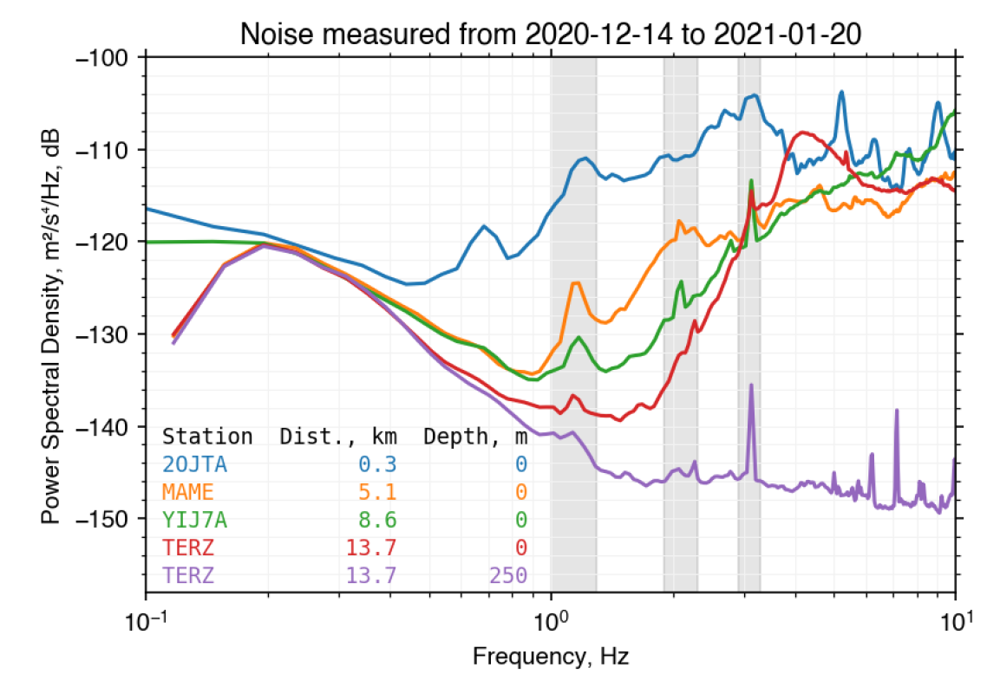 Noise measured from 2020-12-14 to 2021-01-20
Power Spectral Density, m²/s⁴/Hz, dB
−100
−110
−120
−130
−140
−150
Station Dist., km Depth, m
2OJTA 0.3 0
MAME 5.1 0
YIJ7A 8.6 0
TERZ 13.7 0
TERZ 13.7 250
10⁻¹ 10⁰ 10¹
Frequency, Hz